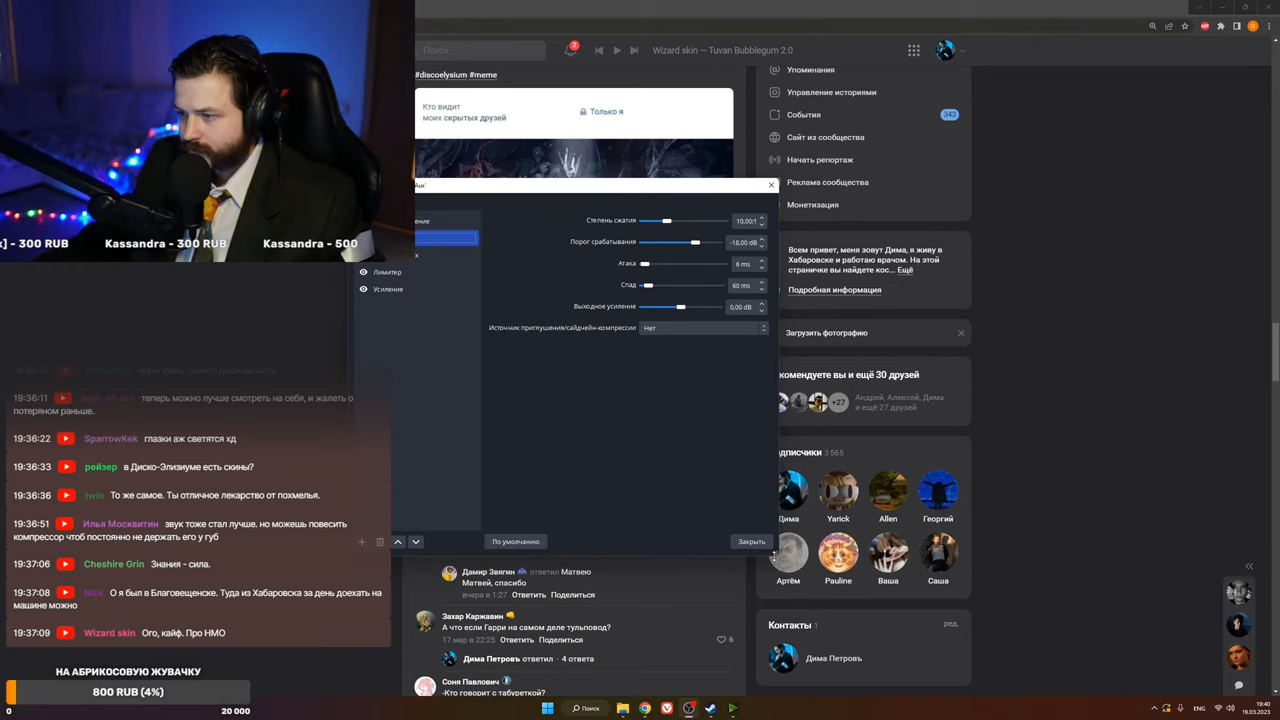 Поиск
2
Wizard skin — Tuvan Bubblegum 2.0
#discoelysium #meme
Кто видит
моих скрытых друзей
Только я
Упоминания
Управление историями
События
343
Сайт из сообщества
Начать репортаж
Реклама сообщества
Монетизация
Всем привет, меня зовут Дима, я живу в
Хабаровске и работаю врачом. На этой
страничке вы найдете кос... Ещё
Подробная информация
Загрузить фотографию
комендуете вы и ещё 30 друзей
+27
Андрей, Алексей, Дима
и ещё 27 друзей
дписчики 3 565
Дима
Yarick
Allen
Георгий
Артём
Pauline
Ваша
Саша
Контакты 1
ред.
Дима Петровъ
] - 300 RUB
Kassandra - 300 RUB
Kassandra - 500
Aux'
ение
Лимитер
Усиление
Степень сжатия
10,00:1
Порог срабатывания
-18,00 dB
Атака
6 ms
Спад
60 ms
Выходное усиление
0,00 dB
Источник приглушения/сайдчейн-компрессии
Нет
По умолчанию
Закрыть
19:36:11
теперь можно лучше смотреть на себя, и жалеть о
потеряном раньше.
19:36:22 SparrowKek глазки аж светятся хд
19:36:33 рейзер в Диско-Элизиуме есть скины?
19:36:36 twin То же самое. Ты отличное лекарство от похмелья.
19:36:51 Илья Москвитин звук тоже стал лучше. но можешь повесить
компрессор чтоб постоянно не держать его у губ
19:37:06 Cheshire Grin Знания - сила.
19:37:08 Nick О я был в Благовещенске. Туда из Хабаровска за день доехать на
машине можно
19:37:09 Wizard skin Ого, кайф. Про НМО
НА АБРИКОСОВУЮ ЖУВАЧКУ
800 RUB (4%)
0
20 000
Дамир Звягин ответил Матвею
Матвей, спасибо
вчера в 1:27 Ответить Поделиться
Захар Каржавин
А что если Гарри на самом деле тульповод?
17 мар в 22:25 Ответить Поделиться
6
Дима Петровъ ответил · 4 ответа
Соня Павлович
-Кто говорит с табуреткой?
Поиск
ENG
19:40
19.03.2023